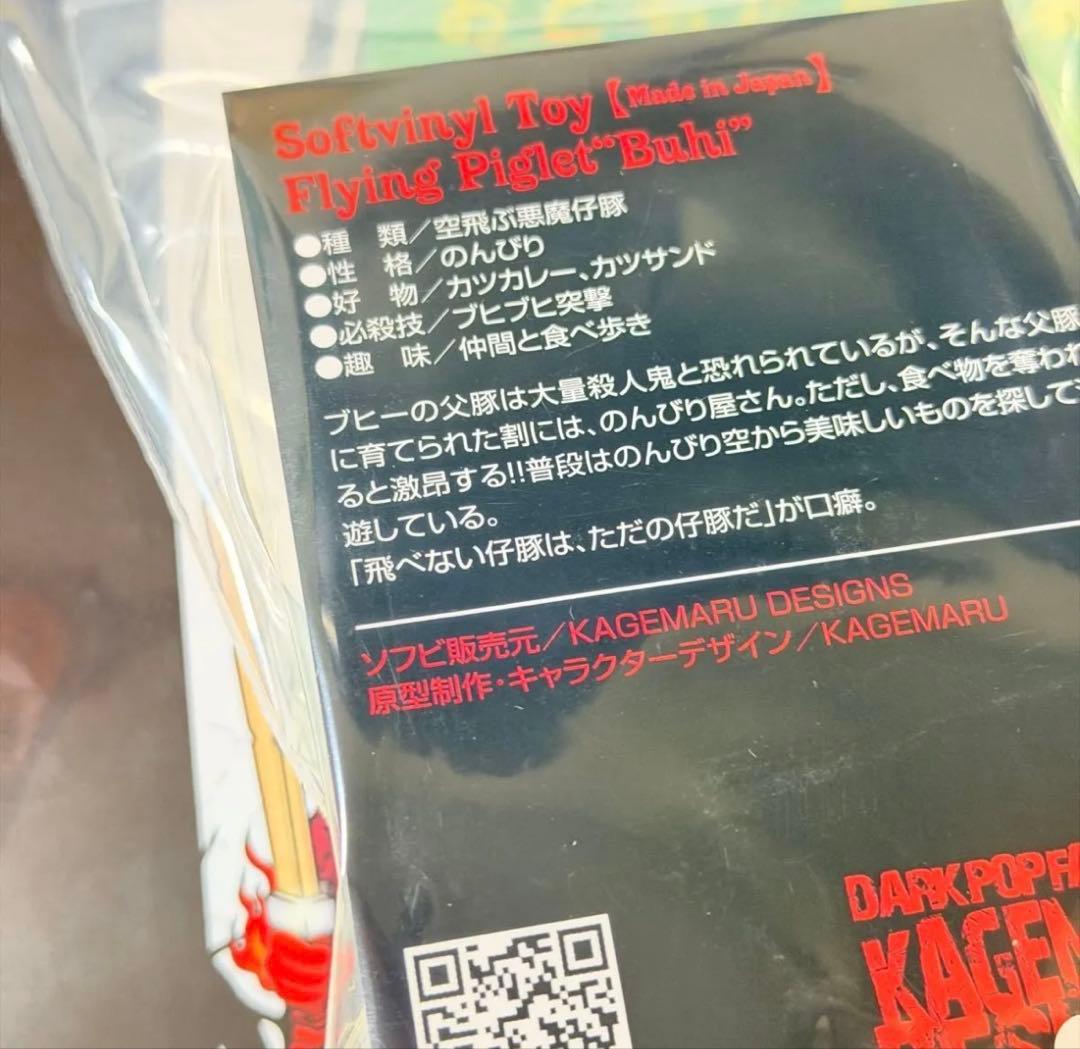 Softvinyl Toy【Made in Japan】
Flying Piglet“Buhi”
●種　類／空飛ぶ悪魔仔豚
●性　格／のんびり
●好　物／カツカレー、カツサンド
●必殺技／ブヒブヒ突撃
●趣　味／仲間と食べ歩き
ブヒーの父豚は大量殺人鬼と恐れられているが、そんな父豚
に育てられた割には、のんびり屋さん。ただし、食べ物を奪われ
ると激昂する!!普段はのんびり空から美味しいものを探して
遊している。
「飛べない仔豚は、ただの仔豚だ」が口癖。
ソフビ販売元／KAGEMARU DESIGNS
原型制作・キャラクターデザイン／KAGEMARU
DARK POP FA
KAGEM